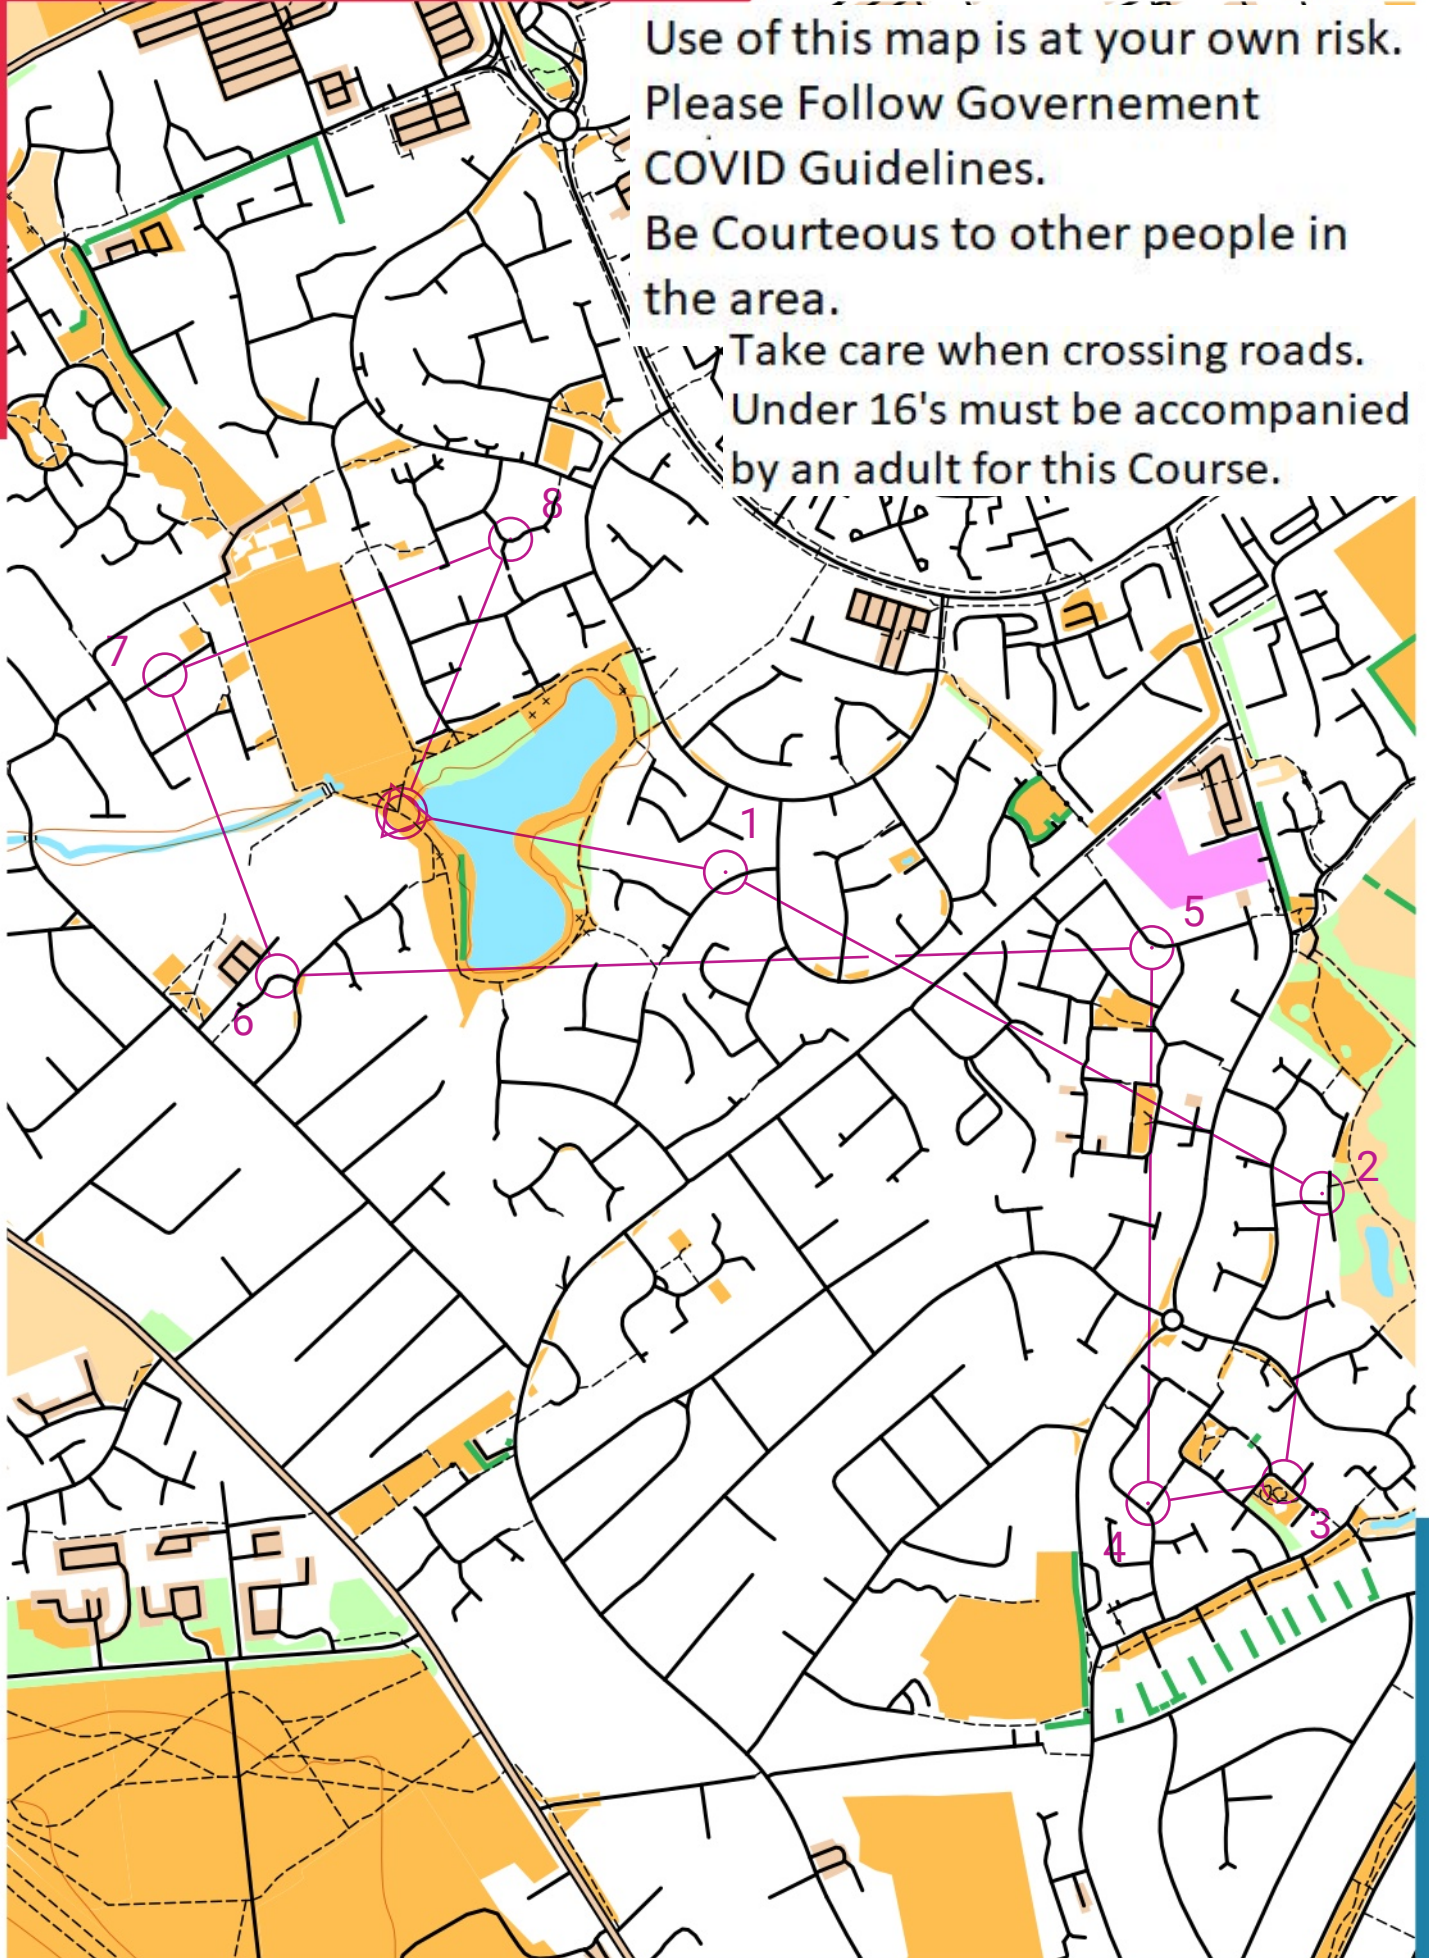 Use of this map is at your own risk.
Please Follow Governement
COVID Guidelines.
Be Courteous to other people in
the area.
Take care when crossing roads.
Under 16's must be accompanied
by an adult for this Course.
8
7
1
5
6
2
3
4